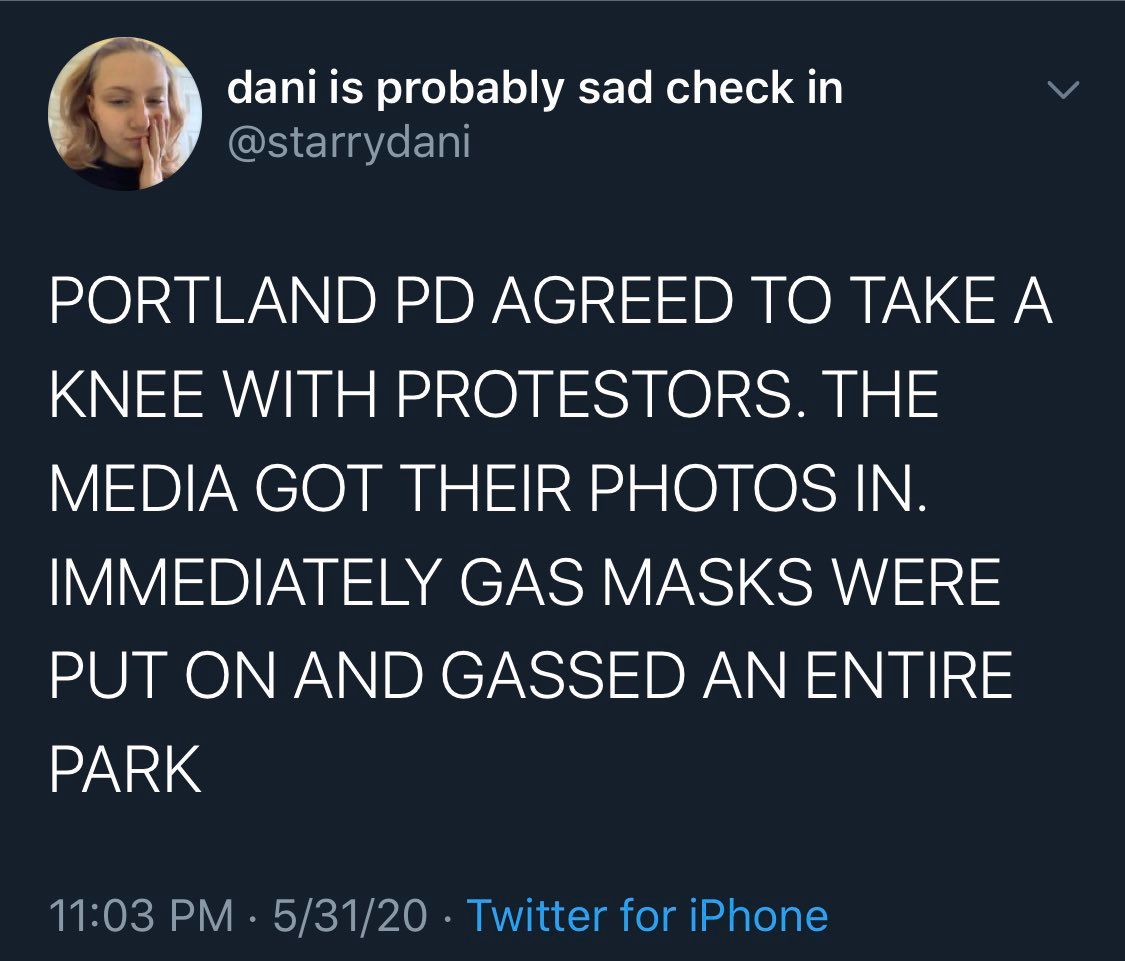 dani is probably sad check in
@starrydani
PORTLAND PD AGREED TO TAKE A
KNEE WITH PROTESTORS. THE
MEDIA GOT THEIR PHOTOS IN.
IMMEDIATELY GAS MASKS WERE
PUT ON AND GASSED AN ENTIRE
PARK
11:03 PM · 5/31/20 · Twitter for iPhone